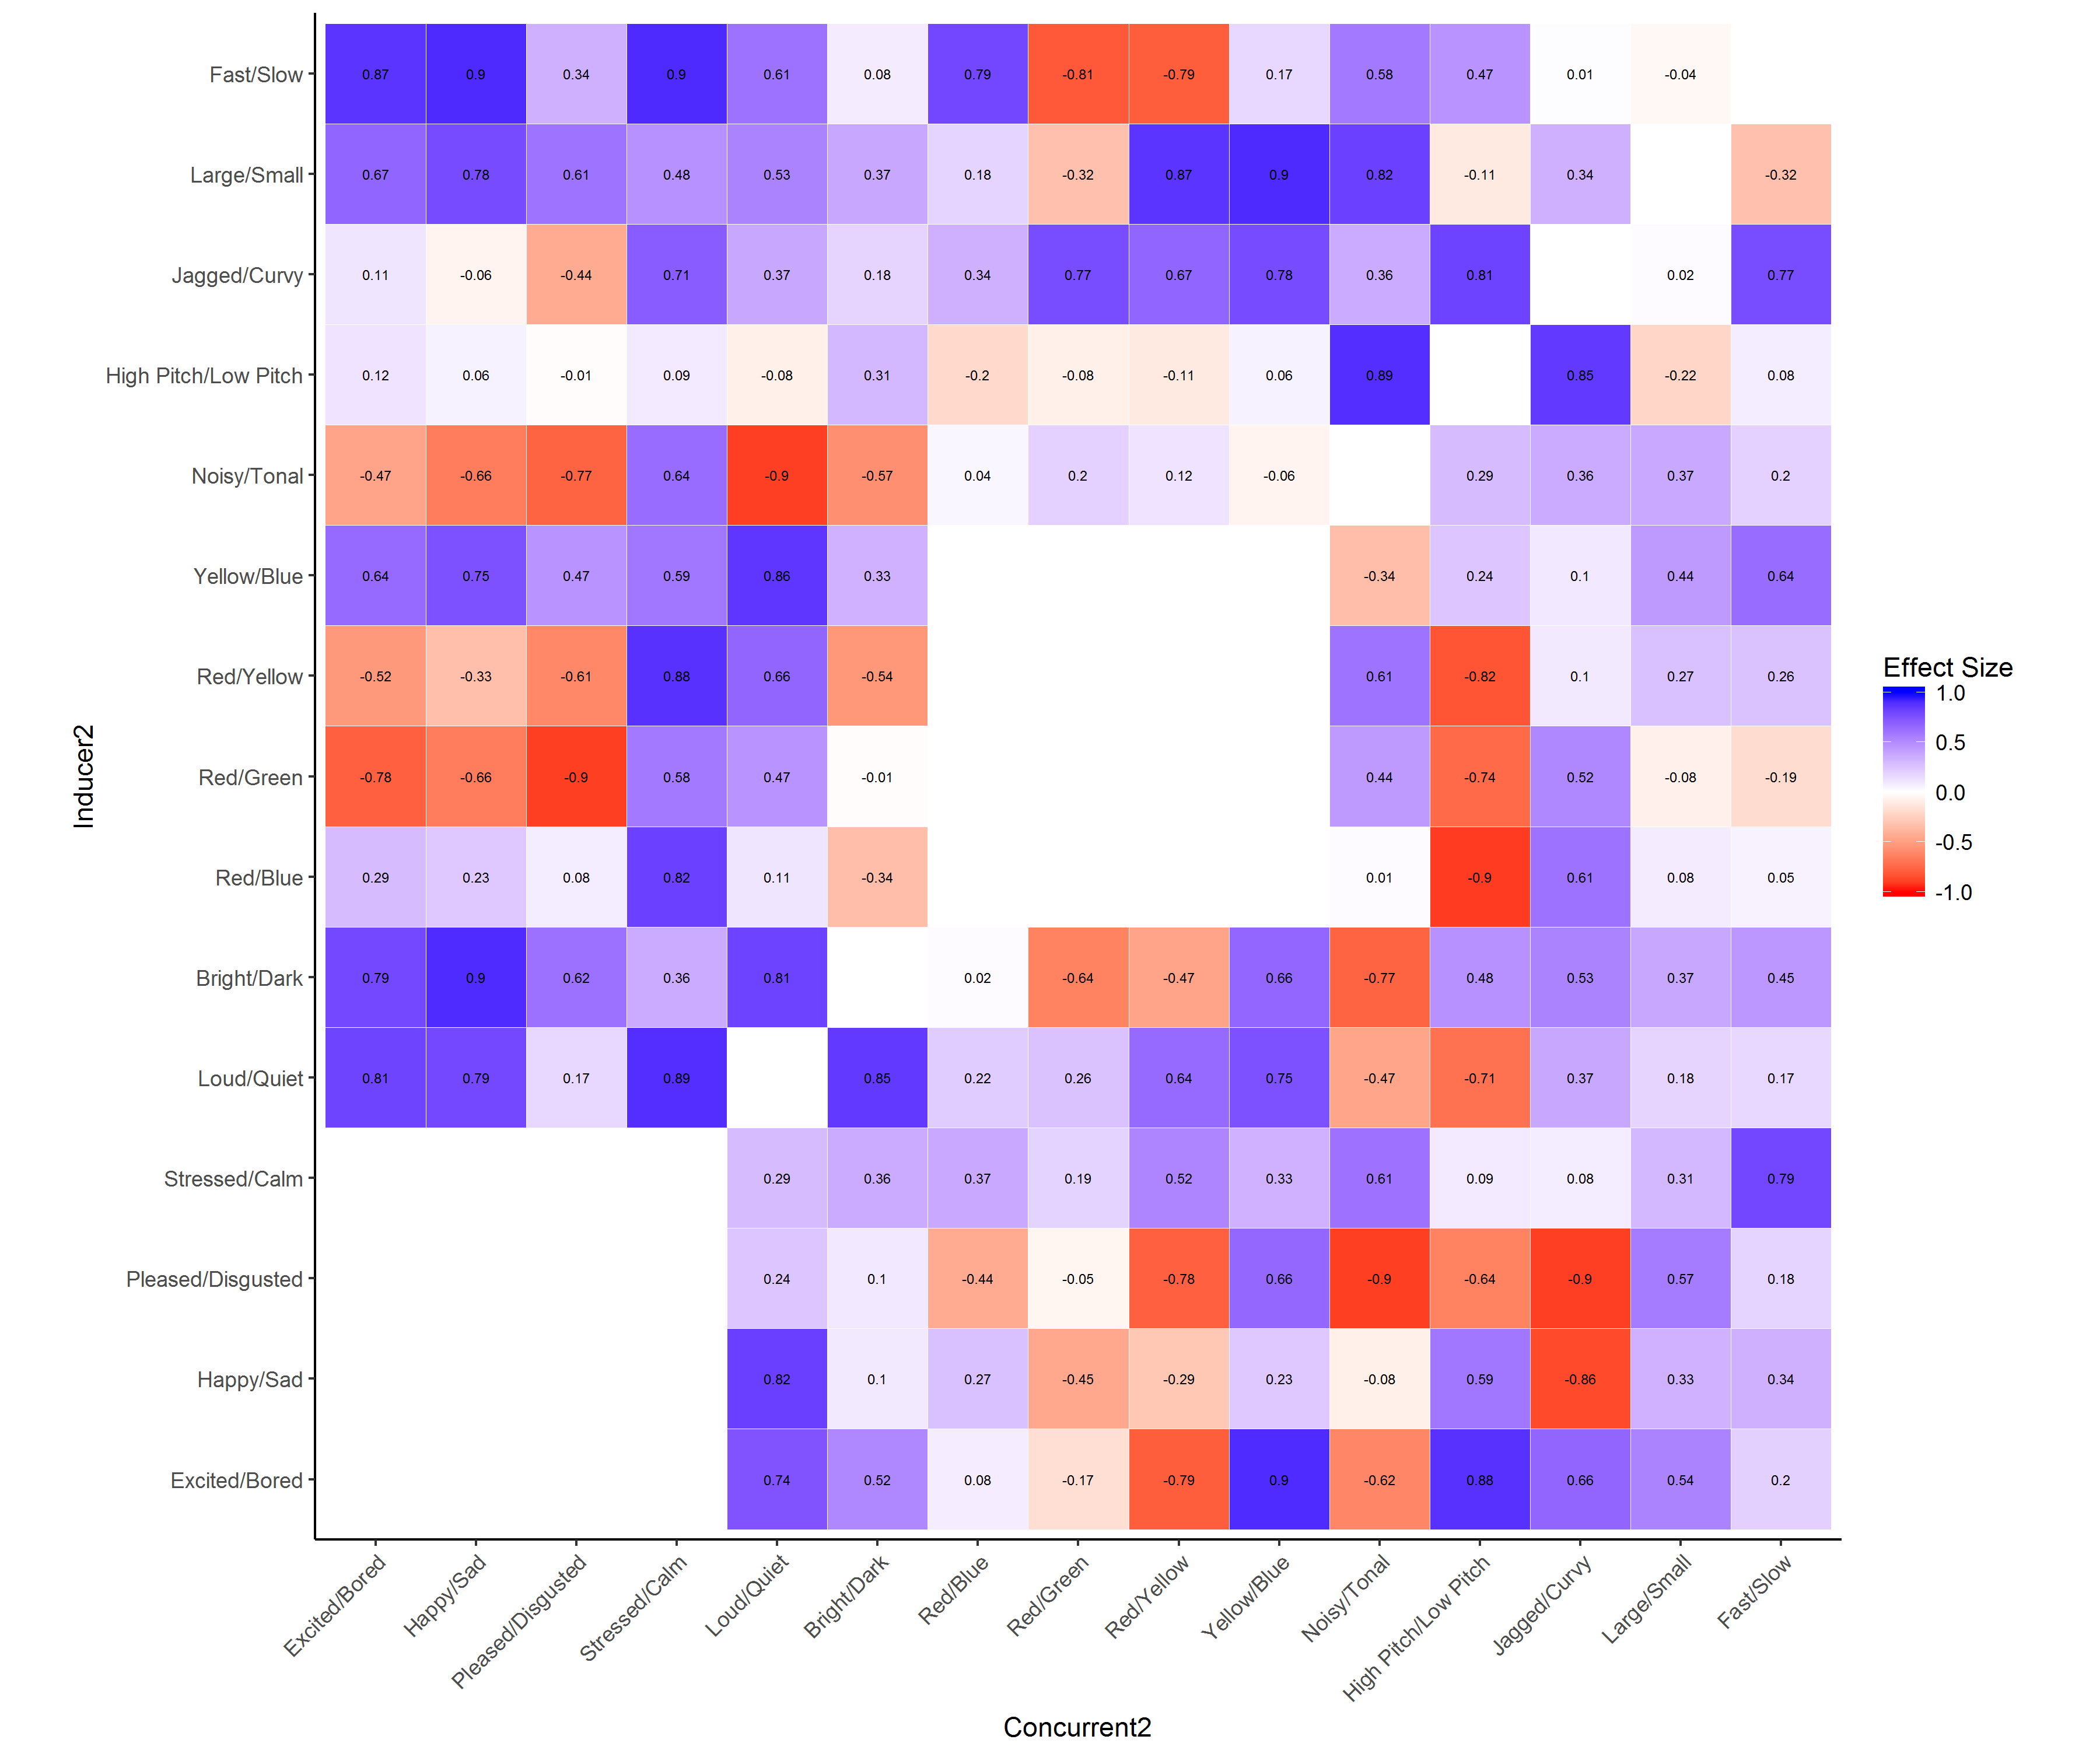 Fast/Slow 0.87 0.9 0.34 0.9 0.61 0.08 0.79 -0.81 -0.79 0.17 0.58 0.47 0.01 -0.04
Large/Small 0.67 0.78 0.61 0.48 0.53 0.37 0.18 -0.32 0.87 0.9 0.82 -0.11 0.34 -0.32
Jagged/Curvy 0.11 -0.06 -0.44 0.71 0.37 0.18 0.34 0.77 0.67 0.78 0.36 0.81 0.02 0.77
High Pitch/Low Pitch 0.12 0.06 -0.01 0.09 -0.08 0.31 -0.2 -0.08 -0.11 0.06 0.89 0.85 -0.22 0.08
Noisy/Tonal -0.47 -0.66 -0.77 0.64 -0.9 -0.57 0.04 0.2 0.12 -0.06 0.29 0.36 0.37 0.2
Yellow/Blue 0.64 0.75 0.47 0.59 0.86 0.33 -0.34 0.24 0.1 0.44 0.64
Red/Yellow -0.52 -0.33 -0.61 0.88 0.66 -0.54 0.61 -0.82 0.1 0.27 0.26
Red/Green -0.78 -0.66 -0.9 0.58 0.47 -0.01 0.44 -0.74 0.52 -0.08 -0.19
Red/Blue 0.29 0.23 0.08 0.82 0.11 -0.34 0.01 -0.9 0.61 0.08 0.05
Bright/Dark 0.79 0.9 0.62 0.36 0.81 0.02 -0.64 -0.47 0.66 -0.77 0.48 0.53 0.37 0.45
Loud/Quiet 0.81 0.79 0.17 0.89 0.85 0.22 0.26 0.64 0.75 -0.47 -0.71 0.37 0.18 0.17
Stressed/Calm 0.29 0.36 0.37 0.19 0.52 0.33 0.61 0.09 0.08 0.31 0.79
Pleased/Disgusted 0.24 0.1 -0.44 -0.05 -0.78 0.66 -0.9 -0.64 -0.9 0.57 0.18
Happy/Sad 0.82 0.1 0.27 -0.45 -0.29 0.23 -0.08 0.59 -0.86 0.33 0.34
Excited/Bored 0.74 0.52 0.08 -0.17 -0.79 0.9 -0.62 0.88 0.66 0.54 0.2
Inducer2
Excited/Bored
Happy/Sad
Pleased/Disgusted
Stressed/Calm
Loud/Quiet
Bright/Dark
Red/Blue
Red/Green
Red/Yellow
Yellow/Blue
Noisy/Tonal
High Pitch/Low Pitch
Jagged/Curvy
Large/Small
Fast/Slow
Concurrent2
Effect Size
1.0
0.5
0.0
-0.5
-1.0